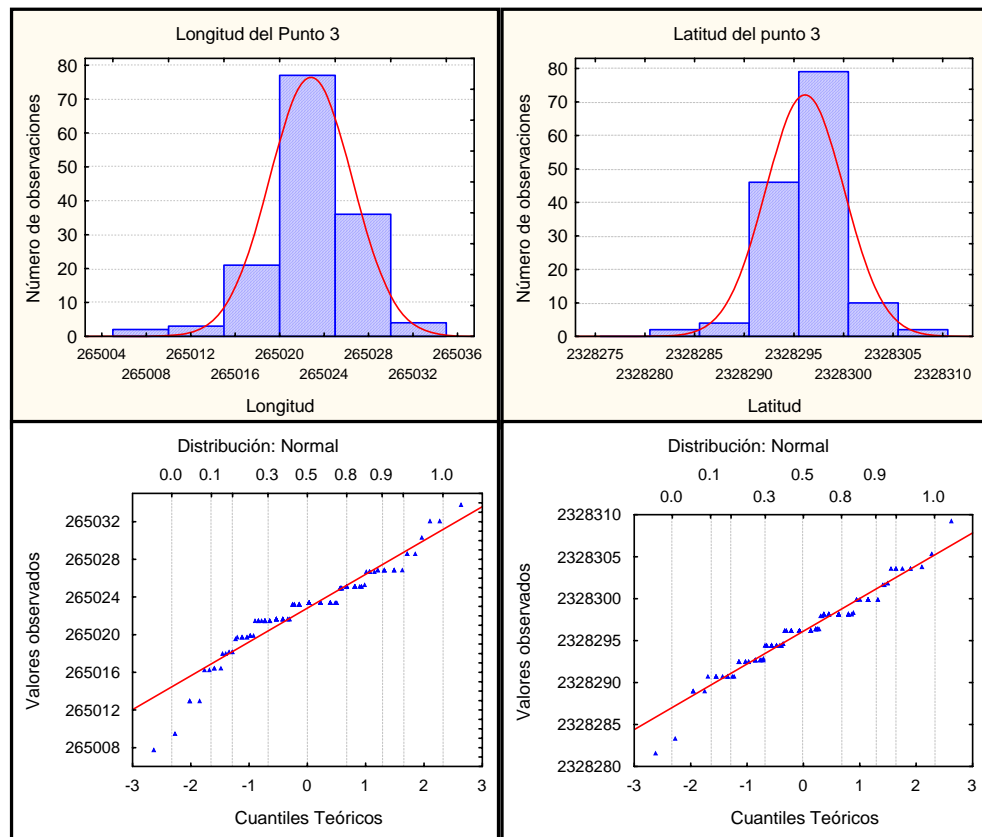 Longitud del Punto 3
Número de observaciones
80
70
60
50
40
30
20
10
0
265004 265012 265020 265028 265036
265008 265016 265024 265032
Longitud
Latitud del punto 3
Número de observaciones
80
70
60
50
40
30
20
10
0
2328275 2328285 2328295 2328305
2328280 2328290 2328300 2328310
Latitud
Distribución: Normal
0.0 0.1 0.3 0.5 0.8 0.9 1.0
Valores observados
265032
265028
265024
265020
265016
265012
265008
-3 -2 -1 0 1 2 3
Cuantiles Teóricos
Distribución: Normal
0.1 0.5 0.9
0.0 0.3 0.8 1.0
Valores observados
2328310
2328305
2328300
2328295
2328290
2328285
2328280
-3 -2 -1 0 1 2 3
Cuantiles Teóricos